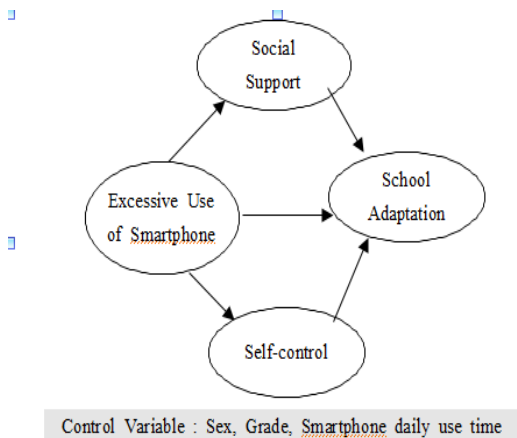 Social
Support
Excessive Use
of Smartphone
School
Adaptation
Self-control
Control Variable : Sex, Grade, Smartphone daily use time